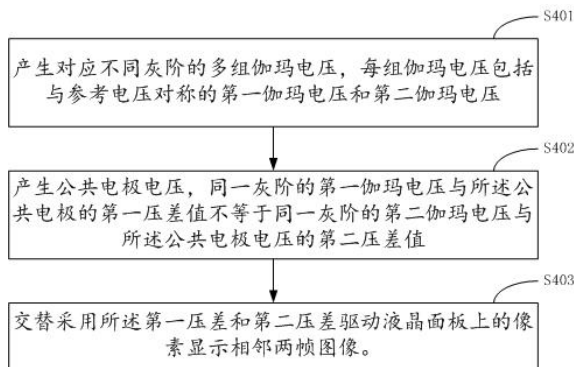 S401
产生对应不同灰阶的多组伽玛电压，每组伽玛电压包括
与参考电压对称的第一伽玛电压和第二伽玛电压
S402
产生公共电极电压，同一灰阶的第一伽玛电压与所述公
共电极的第一压差值不等于同一灰阶的第二伽玛电压与
所述公共电极电压的第二压差值
S403
交替采用所述第一压差和第二压差驱动液晶面板上的像
素显示相邻两帧图像。